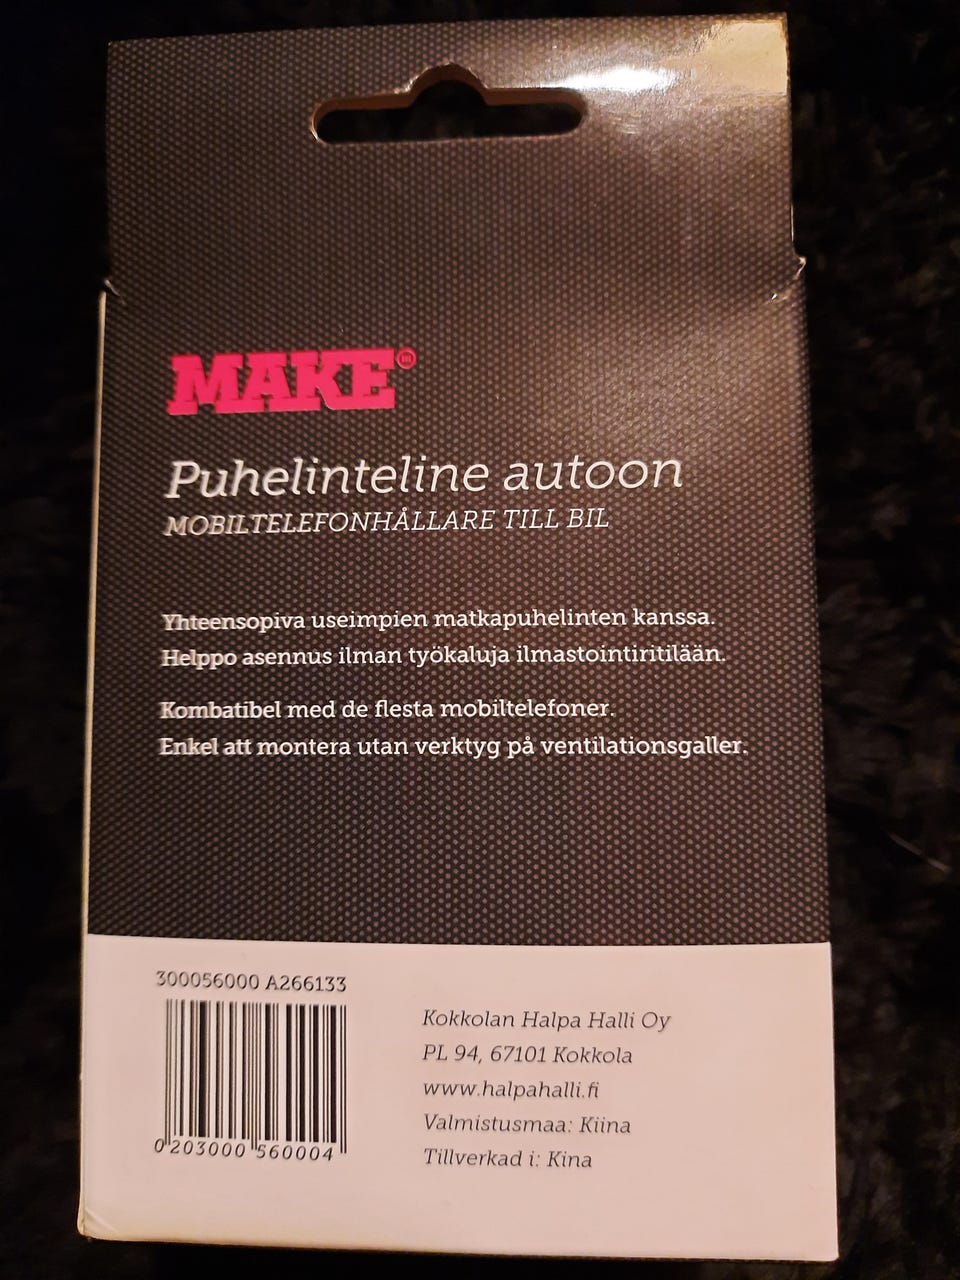 MAKE
Puhelinteline autoon
MOBILTELEFONHÅLLARE TILL BIL
Yhteensopiva useimpien matkapuhelinten kanssa.
Helppo asennus ilman työkaluja ilmastointiritilään.
Kombatibel med de flesta mobiltelefoner.
Enkel att montera utan verktyg på ventilationsgaller.
300056000 A266133
0 203000 560004
Kokkolan Halpa Halli Oy
PL 94, 67101 Kokkola
www.halpahalli.fi
Valmistusmaa: Kiina
Tillverkad i: Kina